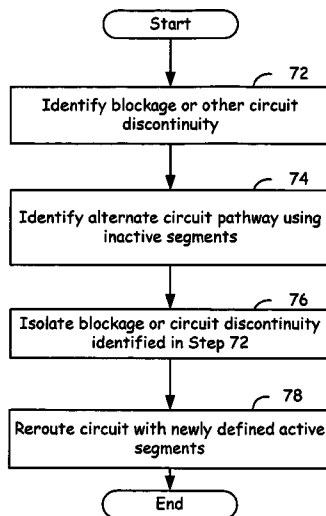 Start
72
Identify blockage or other circuit
discontinuity
74
Identify alternate circuit pathway using
inactive segments
76
Isolate blockage or circuit discontinuity
identified in Step 72
78
Reroute circuit with newly defined active
segments
End